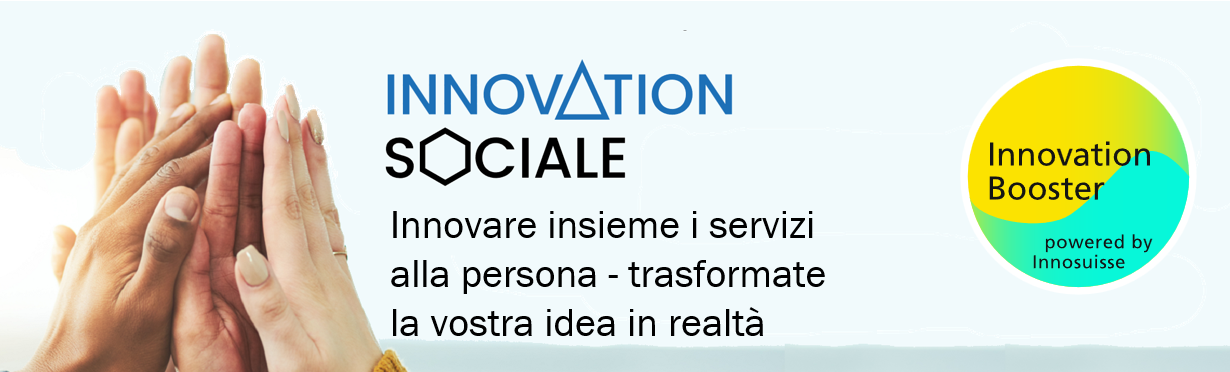 INNOVATION
SOCIALE
Innovare insieme i servizi
alla persona - trasformate
la vostra idea in realtà
Innovation
Booster
powered by
Innosuisse